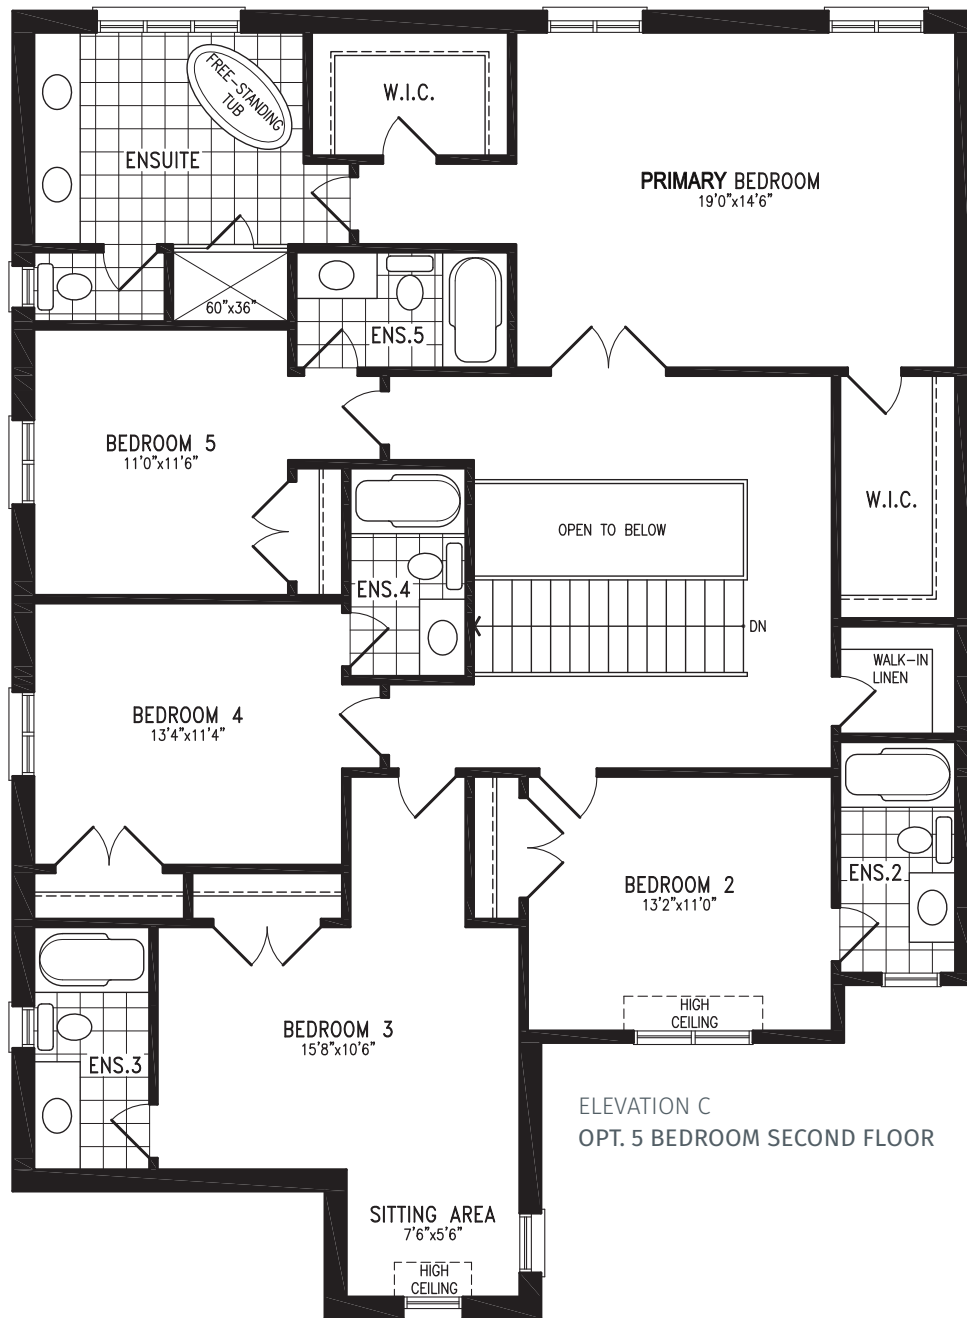 FREE-STANDING
TUB
W.I.C.
ENSUITE
PRIMARY BEDROOM
19'0"x14'6"
60"x36"
ENS.5
BEDROOM 5
11'0"x11'6"
W.I.C.
OPEN TO BELOW
ENS.4
DN
WALK-IN
LINEN
BEDROOM 4
13'4"x11'4"
BEDROOM 2
13'2"x11'0"
ENS.2
HIGH
CEILING
BEDROOM 3
15'8"x10'6"
ENS.3
ELEVATION C
OPT. 5 BEDROOM SECOND FLOOR
SITTING AREA
7'6"x5'6"
HIGH
CEILING